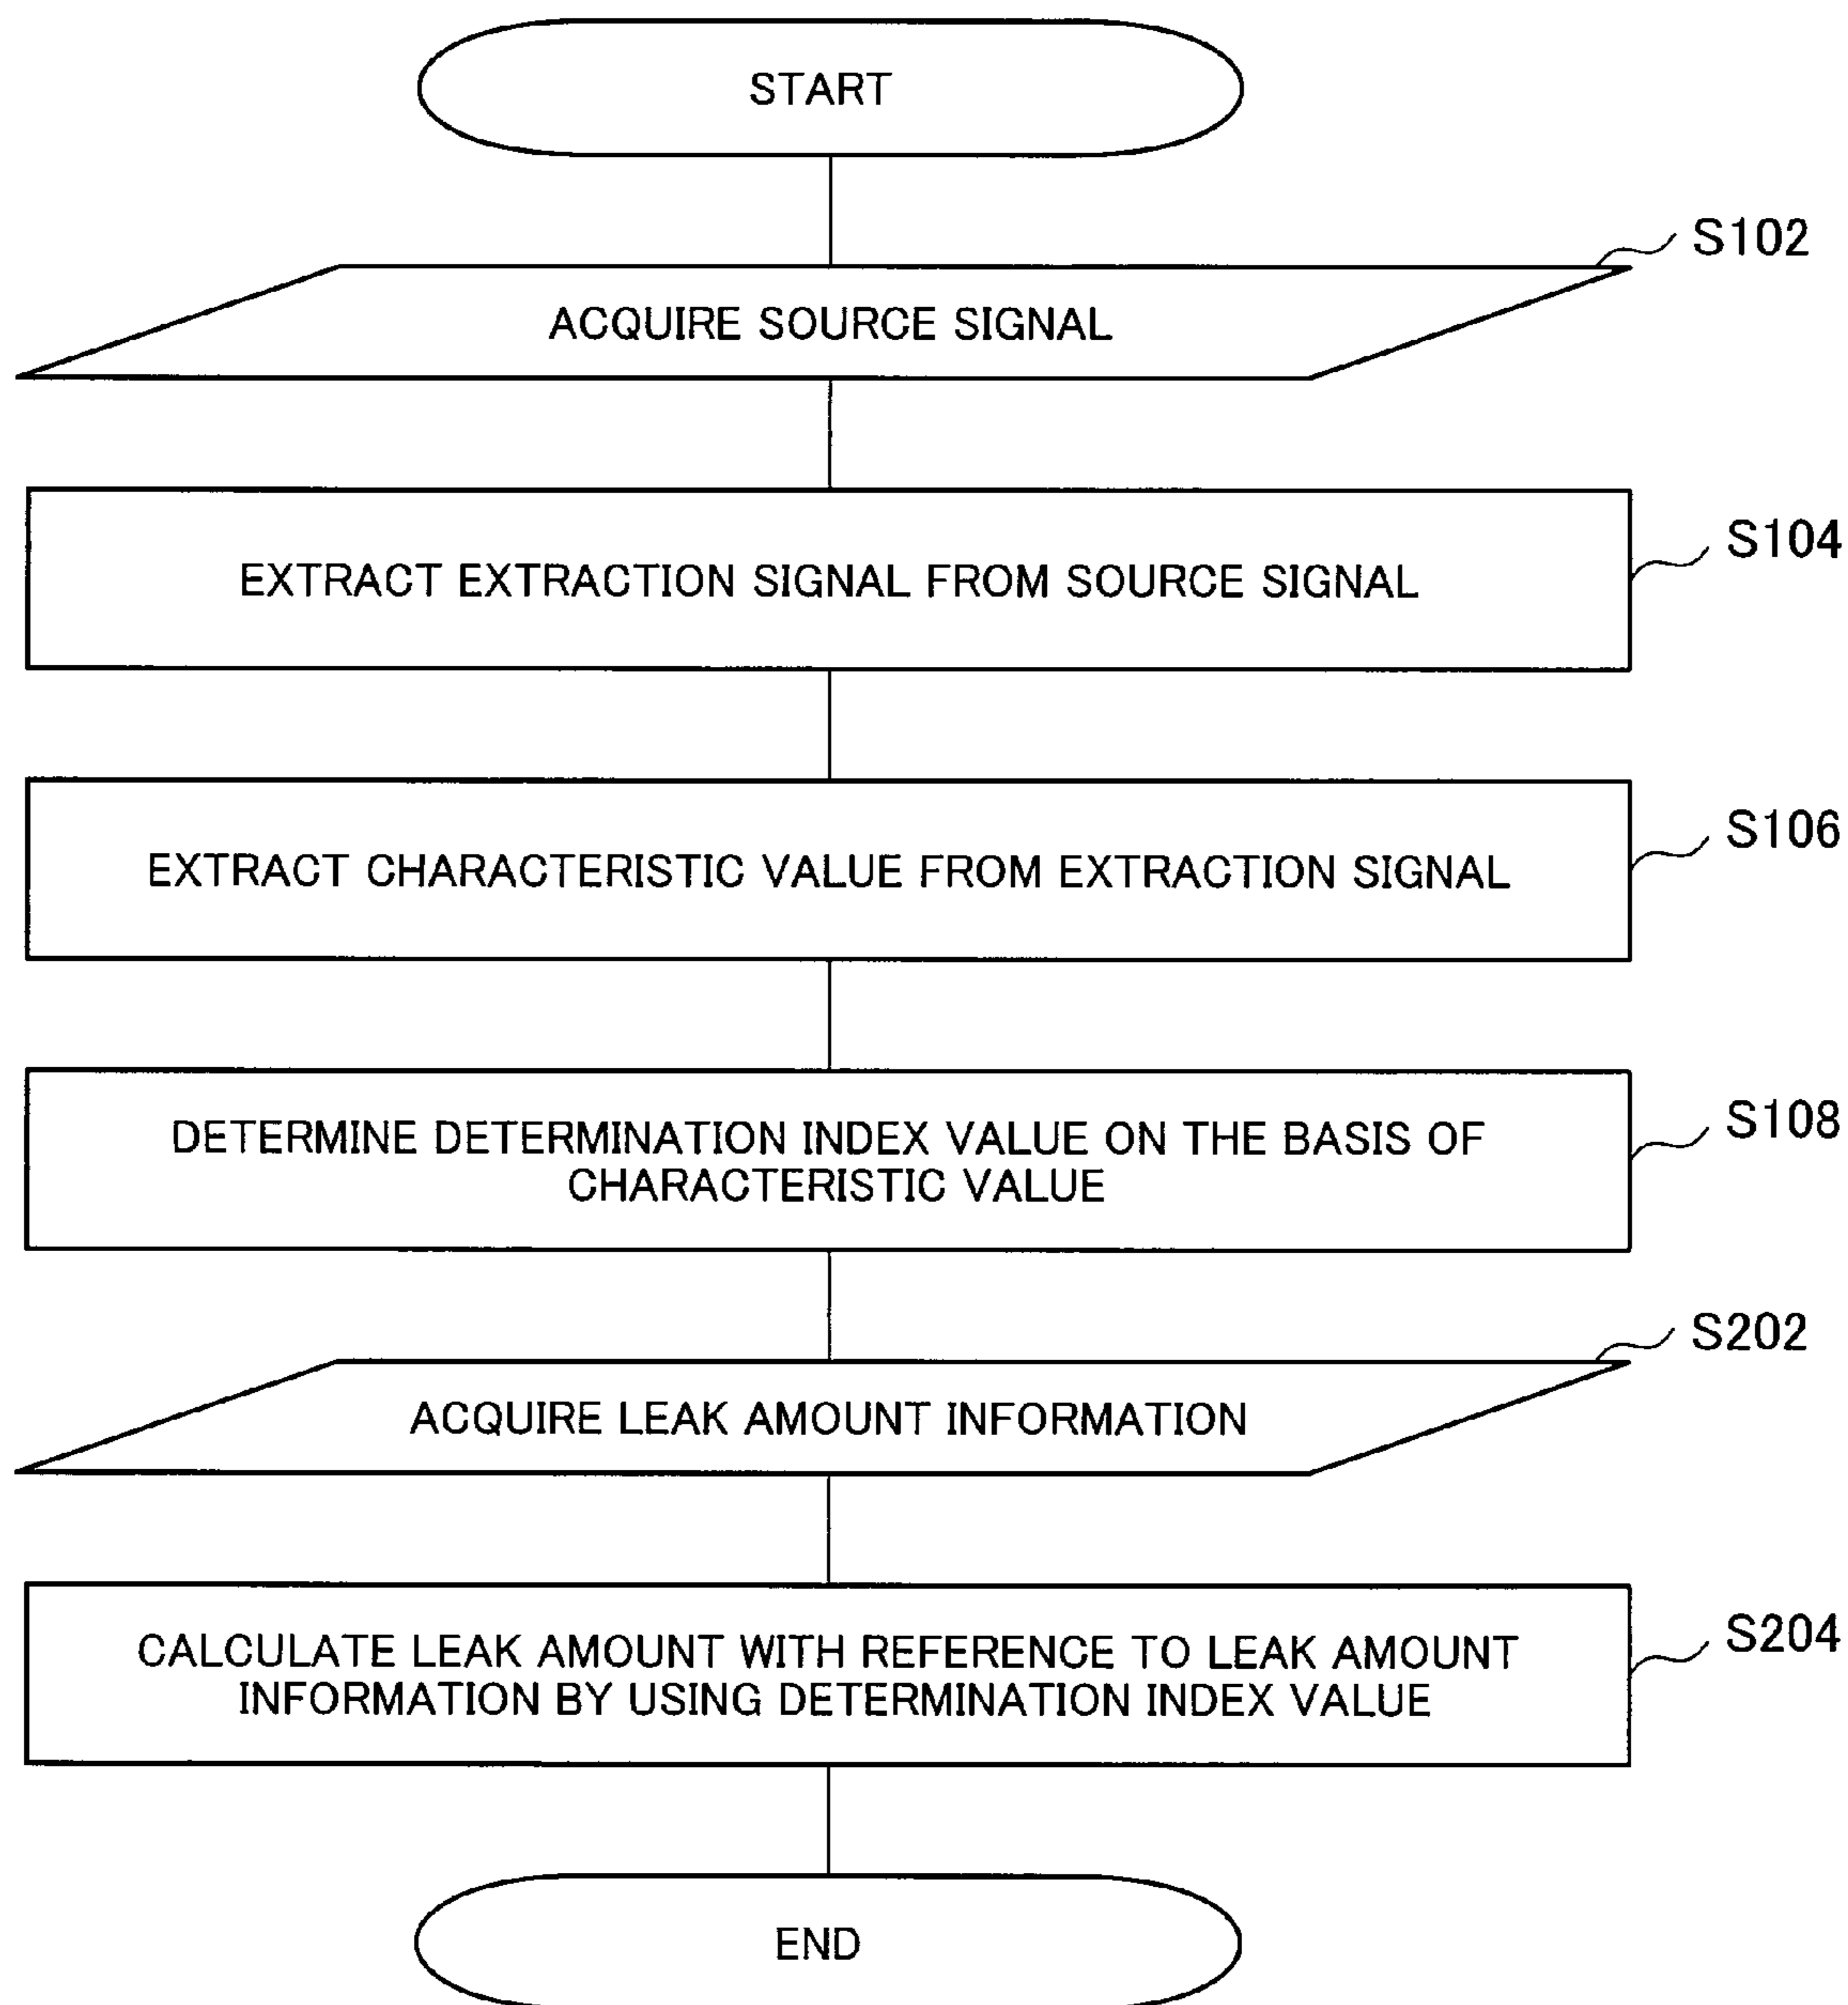 START
S102
ACQUIRE SOURCE SIGNAL
S104
EXTRACT EXTRACTION SIGNAL FROM SOURCE SIGNAL
S106
EXTRACT CHARACTERISTIC VALUE FROM EXTRACTION SIGNAL
S108
DETERMINE DETERMINATION INDEX VALUE ON THE BASIS OF
CHARACTERISTIC VALUE
S202
ACQUIRE LEAK AMOUNT INFORMATION
S204
CALCULATE LEAK AMOUNT WITH REFERENCE TO LEAK AMOUNT
INFORMATION BY USING DETERMINATION INDEX VALUE
END